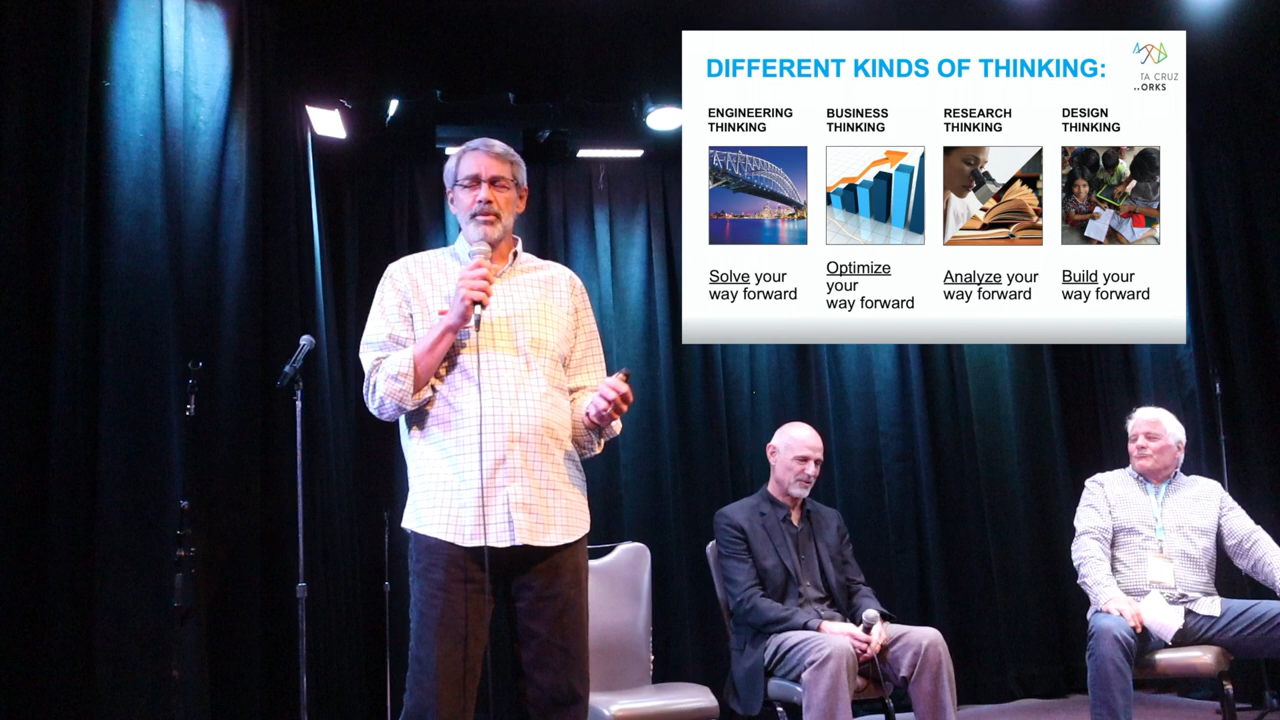 DIFFERENT KINDS OF THINKING:
TA CRUZ
ORKS
ENGINEERING
THINKING
BUSINESS
THINKING
RESEARCH
THINKING
DESIGN
THINKING
Solve your
way forward
Optimize
your
way forward
Analyze your
way forward
Build your
way forward